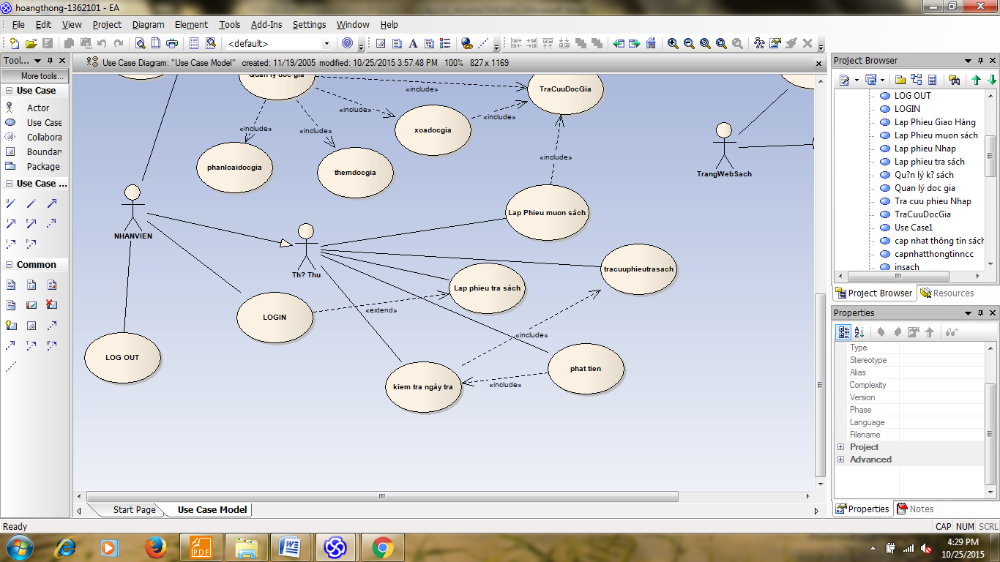 hoangthong-1362101 - EA
File Edit View Project Diagram Element Tools Add-Ins Settings Window Help
<default>
Tool...
More tools...
Use Case
Actor
Use Case
Collabora
Boundar
Package
Use Case ...
Common
Use Case Diagram: "Use Case Model" created: 11/19/2005 modified: 10/25/2015 3:57:48 PM 100% 827 x 1169
Quan lý doc gia
«include»
TraCuuDocGia
«include»
«include»
xoadocgia
«include»
«include»
phanloaidocgia
themdocgia
«include»
TrangWebSach
Lap Phieu muon sách
NHANVIEN
Th? Thu
tracuuphieutrasach
Lap phieu tra sách
LOGIN
«extend»
«include»
LOG OUT
phat tien
kiem tra ngày tra
«include»
Start Page
Use Case Model
Project Browser
LOG OUT
LOGIN
Lap Phieu Giao Hàng
Lap Phieu muon sách
Lap phieu Nhap
Lap phieu tra sách
Qu?n lý k? sách
Quan lý doc gia
Tra cuu phieu Nhap
TraCuuDocGia
Use Case1
cap nhat thông tin sách
capnhatthongtinncc
insach
Project Browser
Resources
Properties
Type
Stereotype
Alias
Complexity
Version
Phase
Language
Filename
Project
Advanced
Properties
Notes
Ready
CAP NUM SCRL
PDF
4:29 PM
10/25/2015